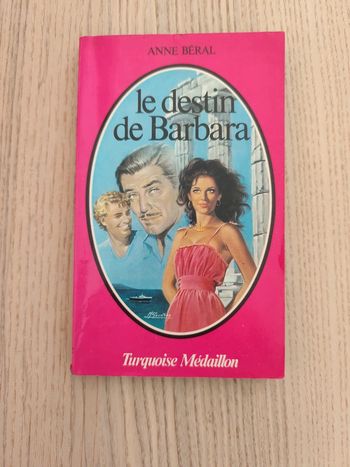 ANNE BÉRAL
le destin
de Barbara
Turquoise Médaillon